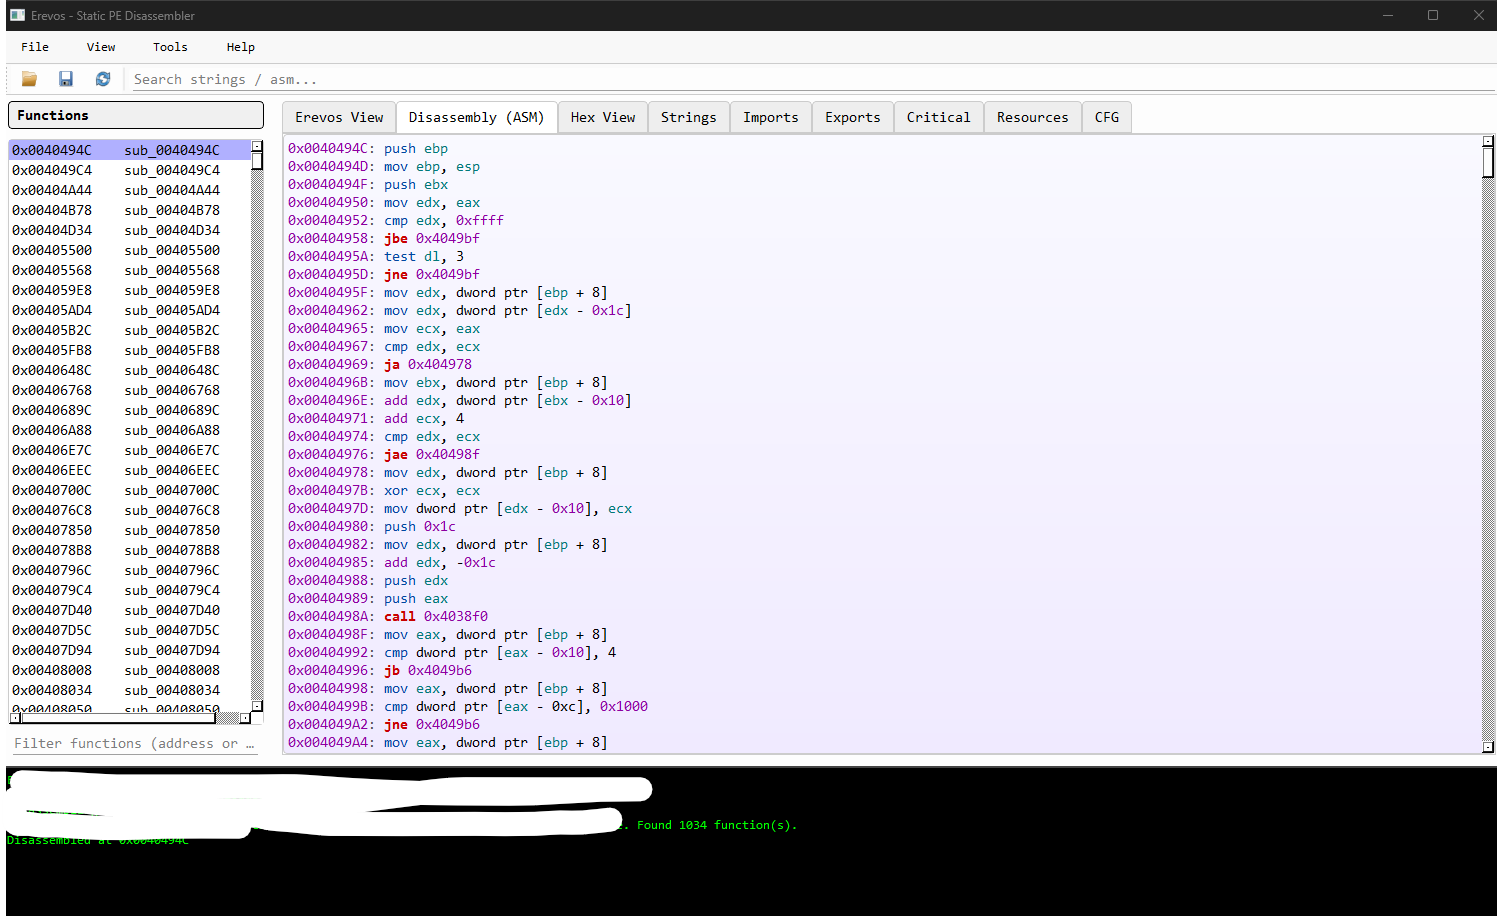 Erevos - Static PE Disassembler
File View Tools Help
Search strings / asm...
Functions
0x0040494C sub_0040494C
0x004049C4 sub_004049C4
0x00404A44 sub_00404A44
0x00404B78 sub_00404B78
0x00404D34 sub_00404D34
0x00405500 sub_00405500
0x00405568 sub_00405568
0x004059E8 sub_004059E8
0x00405AD4 sub_00405AD4
0x00405B2C sub_00405B2C
0x00405FB8 sub_00405FB8
0x0040648C sub_0040648C
0x00406768 sub_00406768
0x0040689C sub_0040689C
0x00406A88 sub_00406A88
0x00406E7C sub_00406E7C
0x00406EEC sub_00406EEC
0x0040700C sub_0040700C
0x004076C8 sub_004076C8
0x00407850 sub_00407850
0x004078B8 sub_004078B8
0x0040796C sub_0040796C
0x004079C4 sub_004079C4
0x00407D40 sub_00407D40
0x00407D5C sub_00407D5C
0x00407D94 sub_00407D94
0x00408008 sub_00408008
0x00408034 sub_00408034
0x00408050 sub_00408050
Filter functions (address or …
Erevos View Disassembly (ASM) Hex View Strings Imports Exports Critical Resources CFG
0x0040494C: push ebp
0x0040494D: mov ebp, esp
0x0040494F: push ebx
0x00404950: mov edx, eax
0x00404952: cmp edx, 0xffff
0x00404958: jbe 0x4049bf
0x0040495A: test dl, 3
0x0040495D: jne 0x4049bf
0x0040495F: mov edx, dword ptr [ebp + 8]
0x00404962: mov edx, dword ptr [edx - 0x1c]
0x00404965: mov ecx, eax
0x00404967: cmp edx, ecx
0x00404969: ja 0x404978
0x0040496B: mov ebx, dword ptr [ebp + 8]
0x0040496E: add edx, dword ptr [ebx - 0x10]
0x00404971: add ecx, 4
0x00404974: cmp edx, ecx
0x00404976: jae 0x40498f
0x00404978: mov edx, dword ptr [ebp + 8]
0x0040497B: xor ecx, ecx
0x0040497D: mov dword ptr [edx - 0x10], ecx
0x00404980: push 0x1c
0x00404982: mov edx, dword ptr [ebp + 8]
0x00404985: add edx, -0x1c
0x00404988: push edx
0x00404989: push eax
0x0040498A: call 0x4038f0
0x0040498F: mov eax, dword ptr [ebp + 8]
0x00404992: cmp dword ptr [eax - 0x10], 4
0x00404996: jb 0x4049b6
0x00404998: mov eax, dword ptr [ebp + 8]
0x0040499B: cmp dword ptr [eax - 0xc], 0x1000
0x004049A2: jne 0x4049b6
0x004049A4: mov eax, dword ptr [ebp + 8]
. Found 1034 function(s).
Disassembled at 0x0040494C